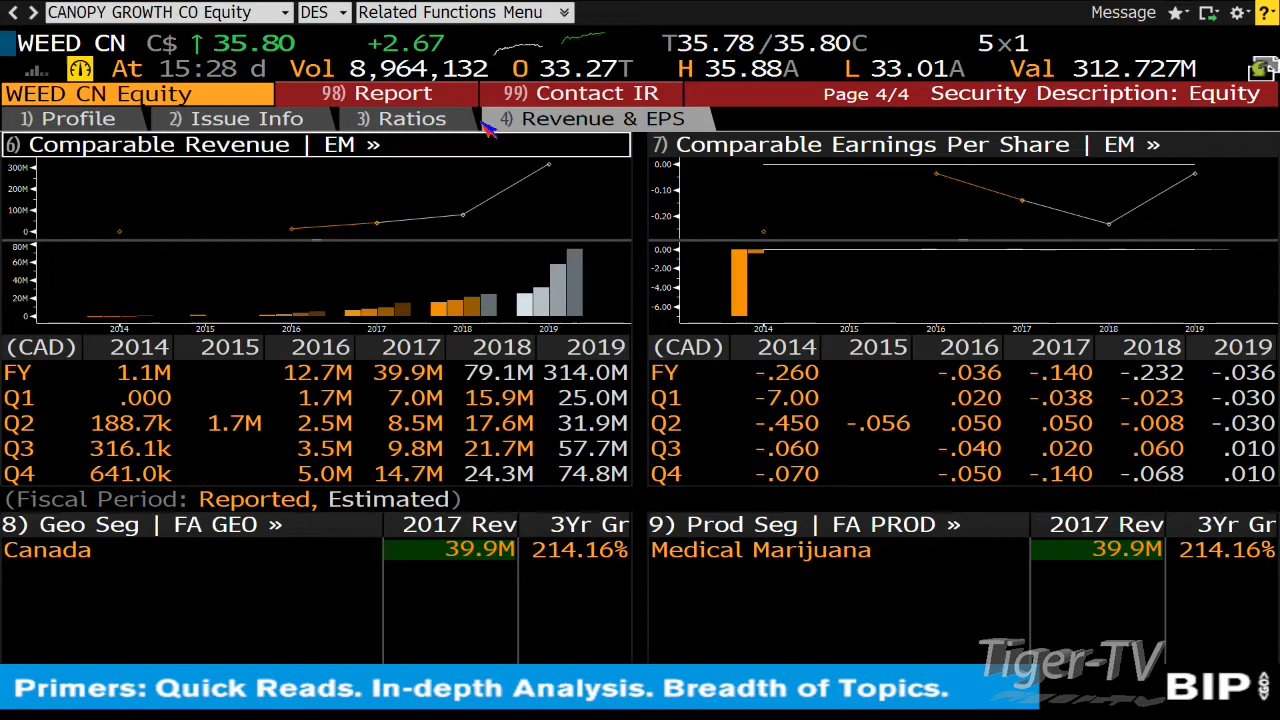 CANOPY GROWTH CO Equity DES Related Functions Menu Message
WEED CN C$ ↑ 35.80 +2.67 T35.78/35.80C 5×1
At 15:28 d Vol 8,964,132 O 33.27T H 35.88A L 33.01A Val 312.727M
WEED CN Equity 98) Report 99) Contact IR Page 4/4 Security Description: Equity
1) Profile 2) Issue Info 3) Ratios 4) Revenue & EPS
6) Comparable Revenue | EM »
300M
200M
100M
0
80M
60M
40M
20M
0
2014 2015 2016 2017 2018 2019
(CAD) 2014 2015 2016 2017 2018 2019
FY 1.1M 12.7M 39.9M 79.1M 314.0M
Q1 .000 1.7M 7.0M 15.9M 25.0M
Q2 188.7k 1.7M 2.5M 8.5M 17.6M 31.9M
Q3 316.1k 3.5M 9.8M 21.7M 57.7M
Q4 641.0k 5.0M 14.7M 24.3M 74.8M
7) Comparable Earnings Per Share | EM »
0.00
-0.10
-0.20
0.00
-2.00
-4.00
-6.00
2014 2015 2016 2017 2018 2019
(CAD) 2014 2015 2016 2017 2018 2019
FY -.260 -.036 -.140 -.232 -.036
Q1 -7.00 .020 -.038 -.023 -.030
Q2 -.450 -.056 .050 .050 -.008 -.030
Q3 -.060 -.040 .020 .060 .010
Q4 -.070 -.050 -.140 -.068 .010
(Fiscal Period: Reported, Estimated)
8) Geo Seg | FA GEO » 2017 Rev 3Yr Gr
Canada 39.9M 214.16%
9) Prod Seg | FA PROD » 2017 Rev 3Yr Gr
Medical Marijuana 39.9M 214.16%
Tiger-TV
Primers: Quick Reads. In-depth Analysis. Breadth of Topics.
BIP GO